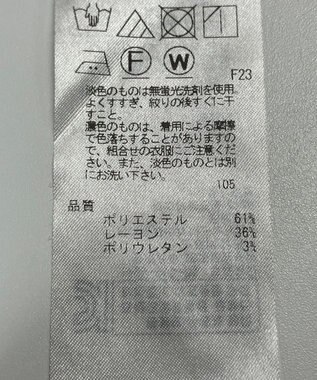 F W
F23
淡色のものは無蛍光洗剤を使用。
よくすすぎ、絞りの後すぐに干
すこと。
濃色のものは、着用による摩擦
で色落ちすることがありますの
で、組合せの衣服にご注意くださ
い。また、淡色のものとは別
にお洗い下さい。
105
品質
ポリエステル 61%
レーヨン 36%
ポリウレタン 3%